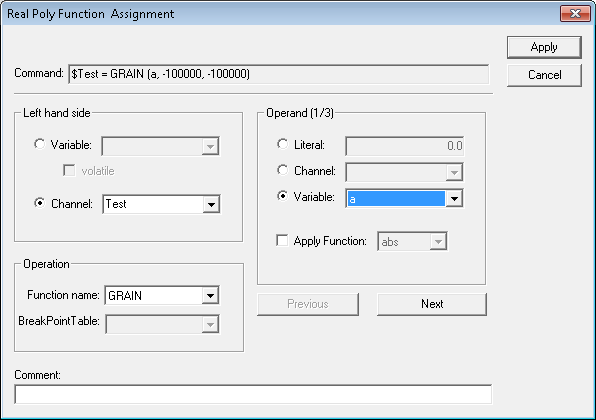 Real Poly Function  Assignment
Apply
Command: $Test = GRAIN (a, -100000, -100000)
Cancel
Left hand side
Operand (1/3)
Variable:
Literal: 0.0
volatile
Channel:
Channel: Test
Variable: a
Apply Function: abs
Operation
Function name: GRAIN
Previous
Next
BreakPointTable:
Comment: